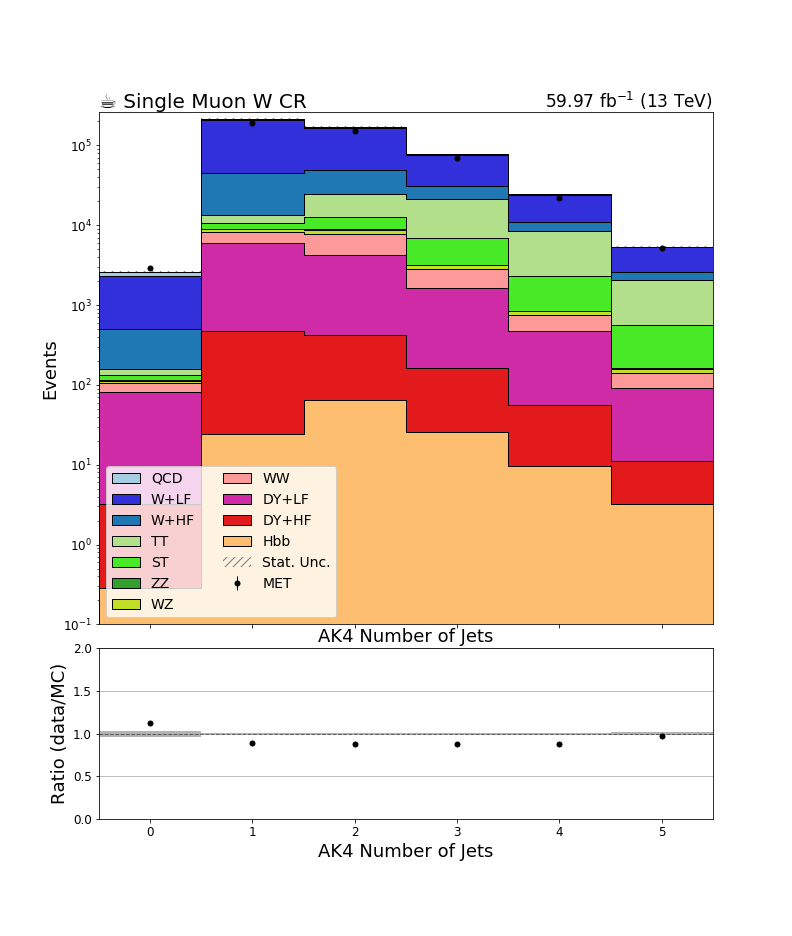 ☕ Single Muon W CR
59.97 fb⁻¹ (13 TeV)
Events
10⁵
10⁴
10³
10²
10¹
10⁰
10⁻¹
QCD
W+LF
W+HF
TT
ST
ZZ
WZ
WW
DY+LF
DY+HF
Hbb
Stat. Unc.
MET
AK4 Number of Jets
Ratio (data/MC)
2.0
1.5
1.0
0.5
0.0
0 1 2 3 4 5
AK4 Number of Jets